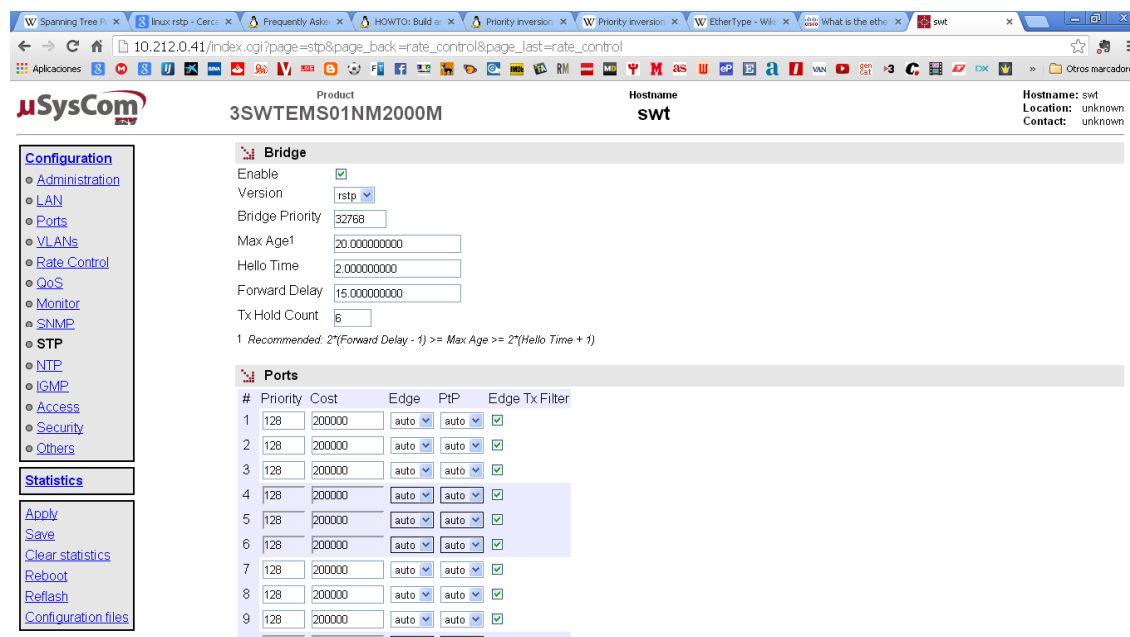 Spanning Tree P
linux rstp - Cerca
Frequently Aske
HOWTO: Build a
Priority inversion
Priority inversion
EtherType - Wiki
What is the ethe
swt
10.212.0.41/index.cgi?page=stp&page_back=rate_control&page_last=rate_control
Aplicaciones
Otros marcador
µSysCom
ZIV
Product
3SWTEMS01NM2000M
Hostname
swt
Hostname: swt
Location: unknown
Contact: unknown
Configuration
Administration
LAN
Ports
VLANs
Rate Control
QoS
Monitor
SNMP
STP
NTP
IGMP
Access
Security
Others
Statistics
Apply
Save
Clear statistics
Reboot
Reflash
Configuration files
Bridge
Enable
Version rstp
Bridge Priority 32768
Max Age1 20.000000000
Hello Time 2.000000000
Forward Delay 15.000000000
Tx Hold Count 6
1 Recommended: 2*(Forward Delay - 1) >= Max Age >= 2*(Hello Time + 1)
Ports
# Priority Cost Edge PtP Edge Tx Filter
1 128 200000 auto auto
2 128 200000 auto auto
3 128 200000 auto auto
4 128 200000 auto auto
5 128 200000 auto auto
6 128 200000 auto auto
7 128 200000 auto auto
8 128 200000 auto auto
9 128 200000 auto auto